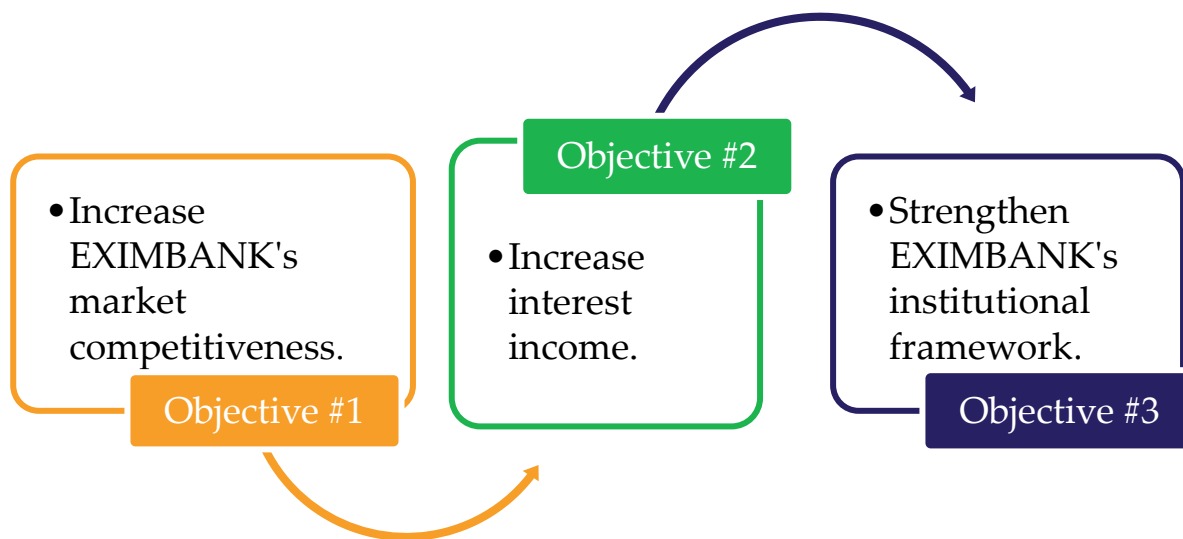 •Increase
EXIMBANK's
market
competitiveness.
Objective #1
Objective #2
•Increase
interest
income.
•Strengthen
EXIMBANK's
institutional
framework.
Objective #3